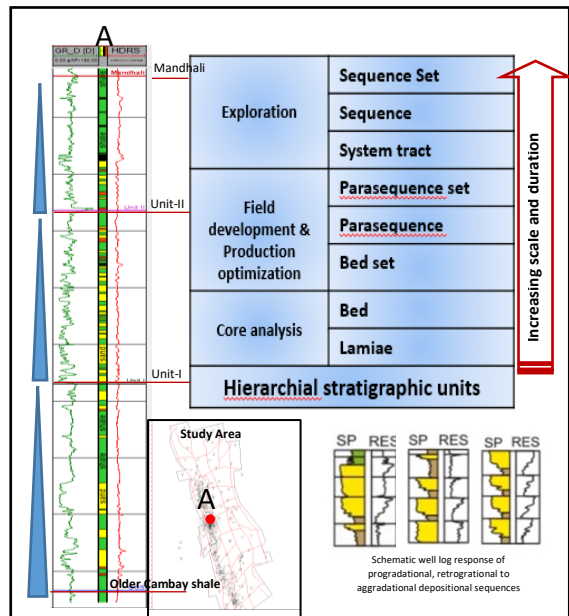 A
GR_D [D]
HDRS
Mandhali
Mandhali
shale
Unit II
Unit-II
sand
Unit-I
shale
sand
Older Cambay shale
Exploration
Sequence Set
Sequence
System tract
Field
development &
Production
optimization
Parasequence set
Parasequence
Bed set
Core analysis
Bed
Lamiae
Hierarchial stratigraphic units
Increasing scale and duration
Study Area
A
SP RES SP RES SP RES
Schematic well log response of
progradational, retrogritional to
aggradational depositional sequences